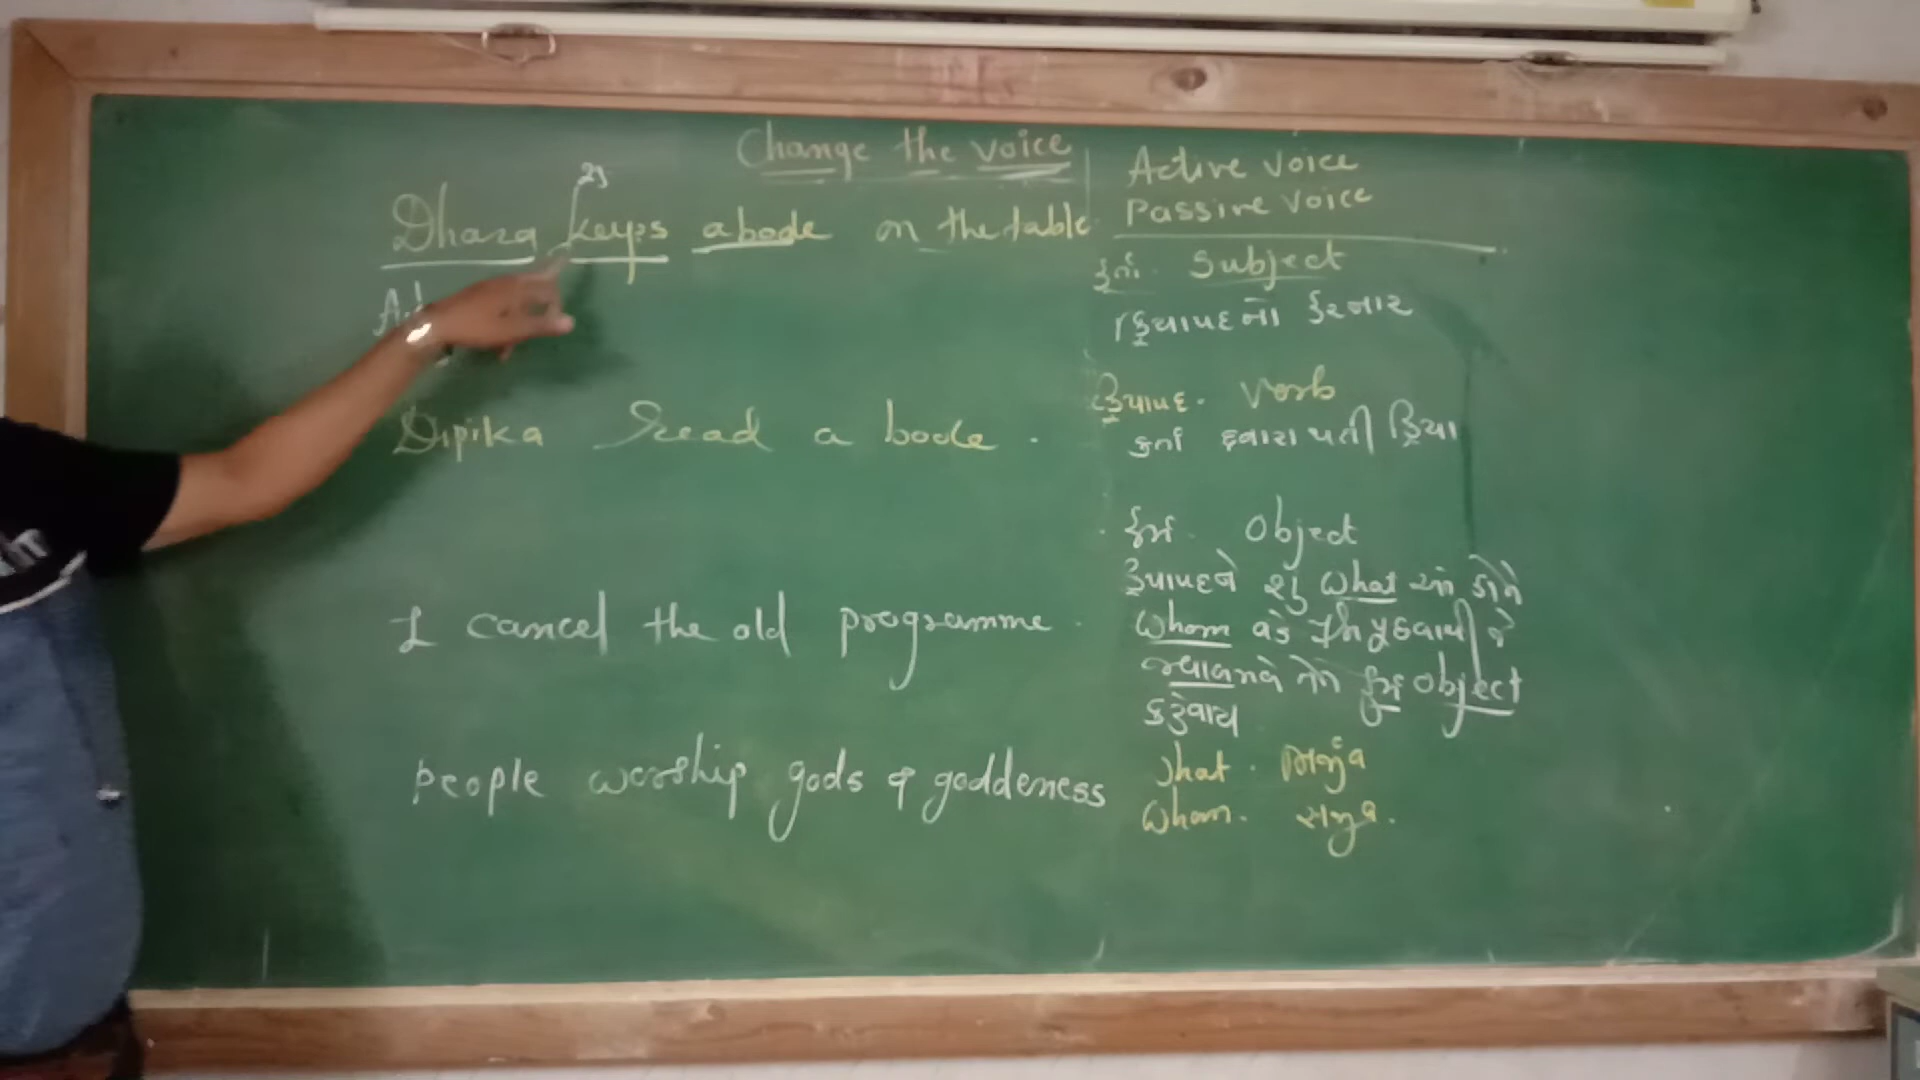 Change the voice
Dhara keeps a book on the table
Dipika read a book.
I cancel the old programme.
People worship gods & goddeness
Active voice
Passive voice
કર્તા. Subject
ક્રિયાપદનો કરનાર
ક્રિયાપદ. Verb
કર્તા દ્વારા થતી ક્રિયા
કર્મ. Object
ક્રિયાપદને શું what અને કોને
whom વડે પ્રશ્ન પુછવાથી જે
જવાબ મળે તેને કર્મ object
કહેવાય
what. નિર્જીવ
whom. સજીવ.